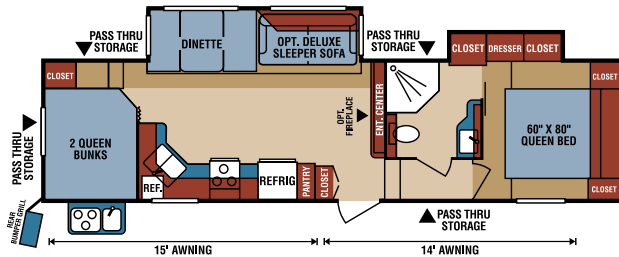 PASS THRU
STORAGE
DINETTE
OPT. DELUXE
SLEEPER SOFA
PASS THRU
STORAGE
CLOSET
DRESSER
CLOSET
CLOSET
PASS THRU
STORAGE
2 QUEEN
BUNKS
OPT.
FIREPLACE
ENT. CENTER
60" X 80"
QUEEN BED
REF.
REFRIG
PANTRY
CLOSET
CLOSET
CLOSET
REAR
BUMPER GRILL
PASS THRU
STORAGE
15' AWNING
14' AWNING